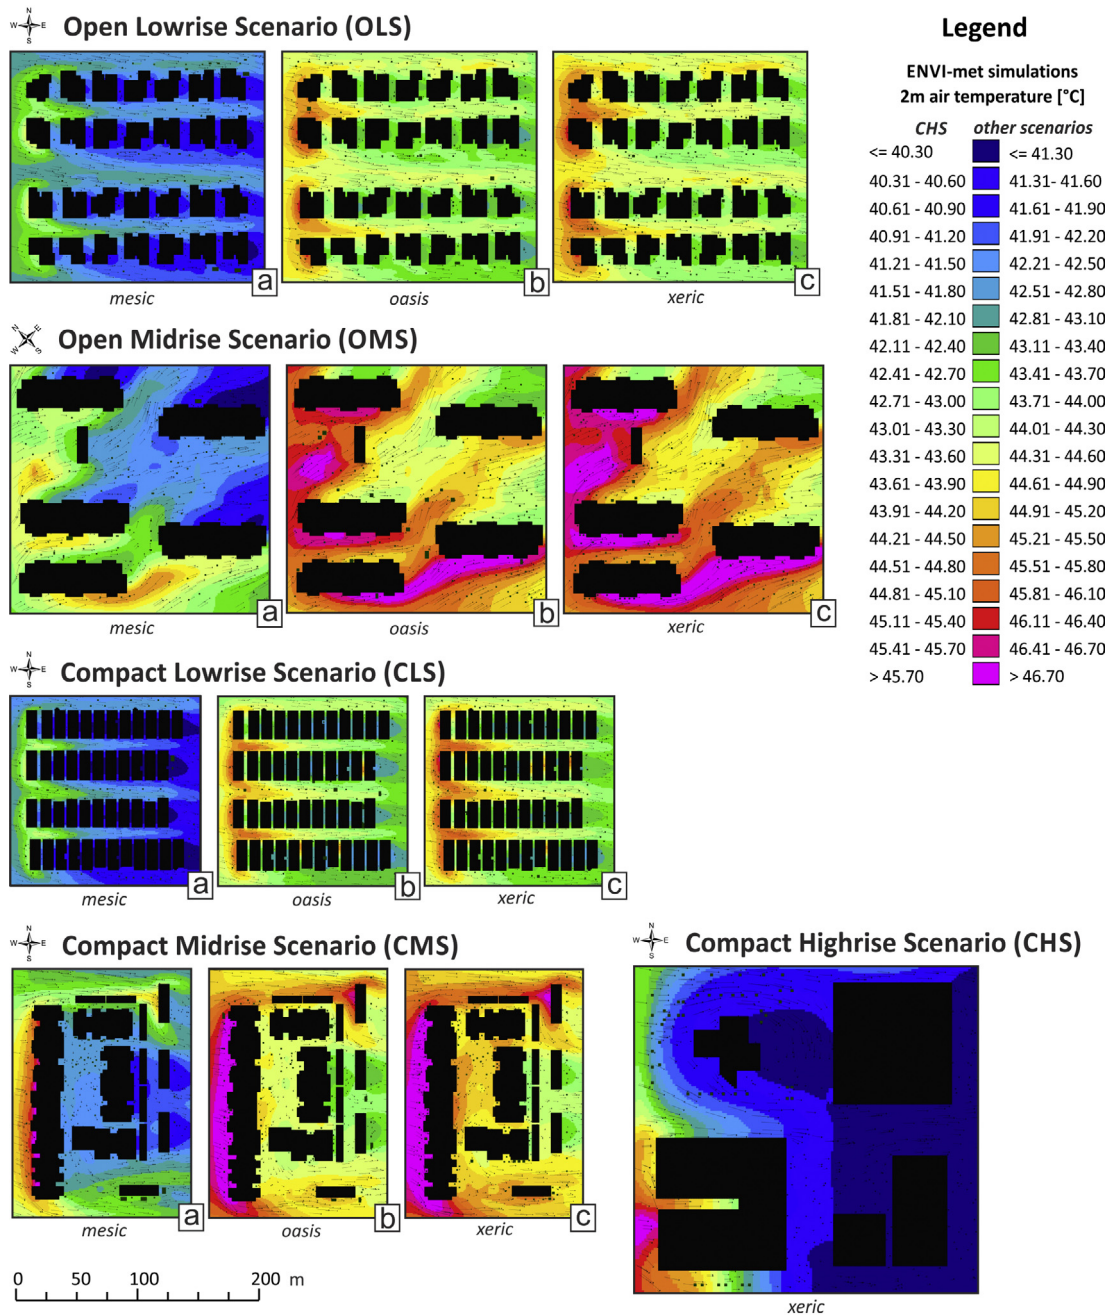 Open Lowrise Scenario (OLS)
N
W E
S
a
b
c
mesic
oasis
xeric
Open Midrise Scenario (OMS)
N E
W S
a
b
c
mesic
oasis
xeric
Compact Lowrise Scenario (CLS)
N
W E
S
a
b
c
mesic
oasis
xeric
Compact Midrise Scenario (CMS)
N
W E
S
a
b
c
mesic
oasis
xeric
0 50 100 200 m
Compact Highrise Scenario (CHS)
N
W E
S
xeric
Legend
ENVI-met simulations
2m air temperature [°C]
CHS other scenarios
<= 40.30 <= 41.30
40.31 - 40.60 41.31- 41.60
40.61 - 40.90 41.61 - 41.90
40.91 - 41.20 41.91 - 42.20
41.21 - 41.50 42.21 - 42.50
41.51 - 41.80 42.51 - 42.80
41.81 - 42.10 42.81 - 43.10
42.11 - 42.40 43.11 - 43.40
42.41 - 42.70 43.41 - 43.70
42.71 - 43.00 43.71 - 44.00
43.01 - 43.30 44.01 - 44.30
43.31 - 43.60 44.31 - 44.60
43.61 - 43.90 44.61 - 44.90
43.91 - 44.20 44.91 - 45.20
44.21 - 44.50 45.21 - 45.50
44.51 - 44.80 45.51 - 45.80
44.81 - 45.10 45.81 - 46.10
45.11 - 45.40 46.11 - 46.40
45.41 - 45.70 46.41 - 46.70
> 45.70 > 46.70